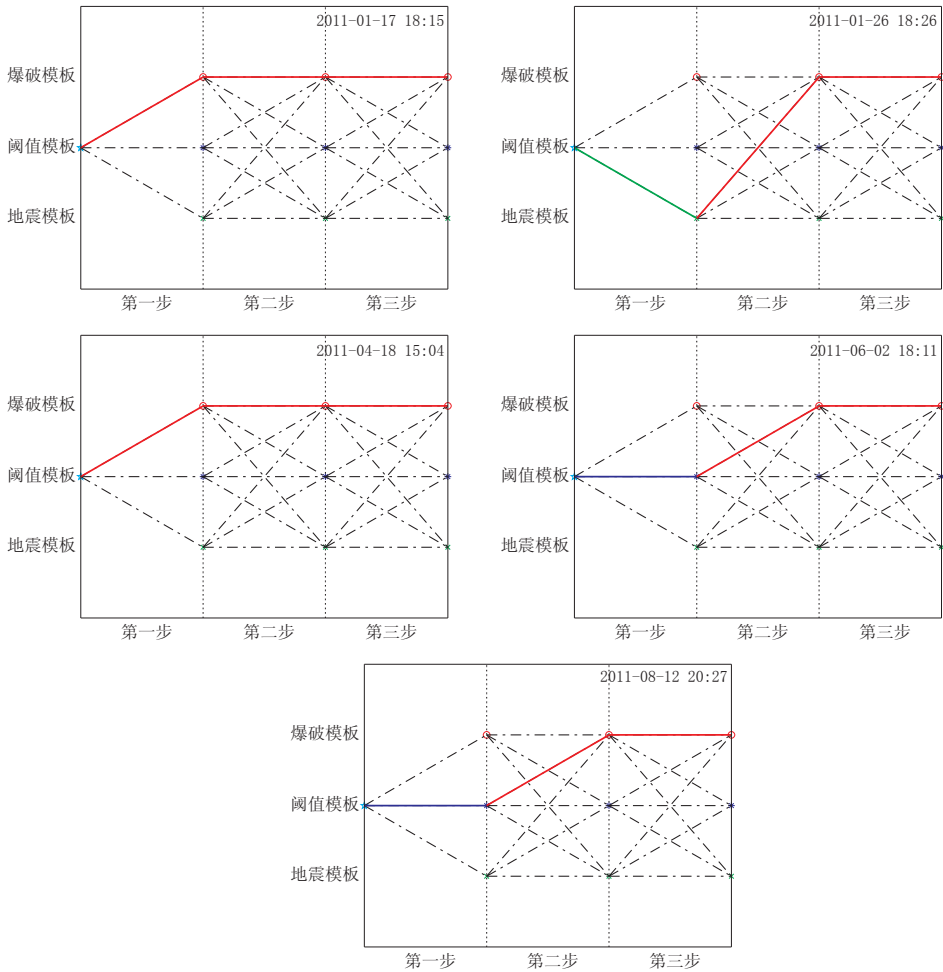 2011-01-17 18:15
爆破模板
阈值模板
地震模板
第一步 第二步 第三步
2011-01-26 18:26
爆破模板
阈值模板
地震模板
第一步 第二步 第三步
2011-04-18 15:04
爆破模板
阈值模板
地震模板
第一步 第二步 第三步
2011-06-02 18:11
爆破模板
阈值模板
地震模板
第一步 第二步 第三步
2011-08-12 20:27
爆破模板
阈值模板
地震模板
第一步 第二步 第三步